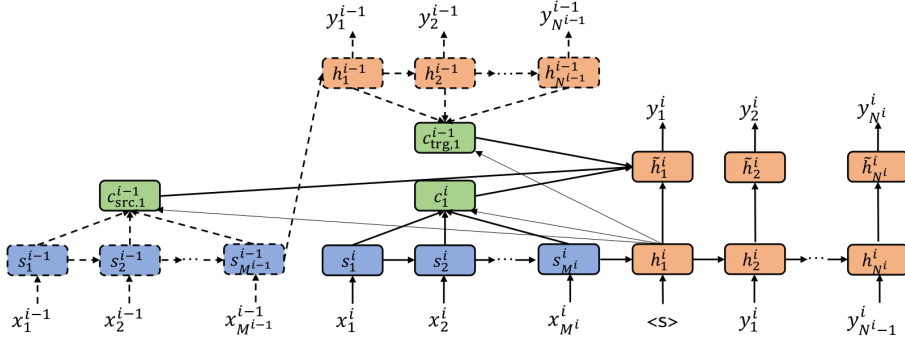 y_1^{i-1} y_2^{i-1} y_{N^{i-1}}^{i-1}
h_1^{i-1} h_2^{i-1} ... h_{N^{i-1}}^{i-1}
c_{trg,1}^{i-1} y_1^i y_2^i y_{N^i}^i
h̃_1^i h̃_2^i h̃_{N^i}^i
c_{src.1}^{i-1} c_1^i
s_1^{i-1} s_2^{i-1} ... s_{M^{i-1}}^{i-1} s_1^i s_2^i ... s_{M^i}^i h_1^i h_2^i ... h_{N^i}^i
x_1^{i-1} x_2^{i-1} x_{M^{i-1}}^{i-1} x_1^i x_2^i x_{M^i}^i <s> y_1^i y_{N^i-1}^i